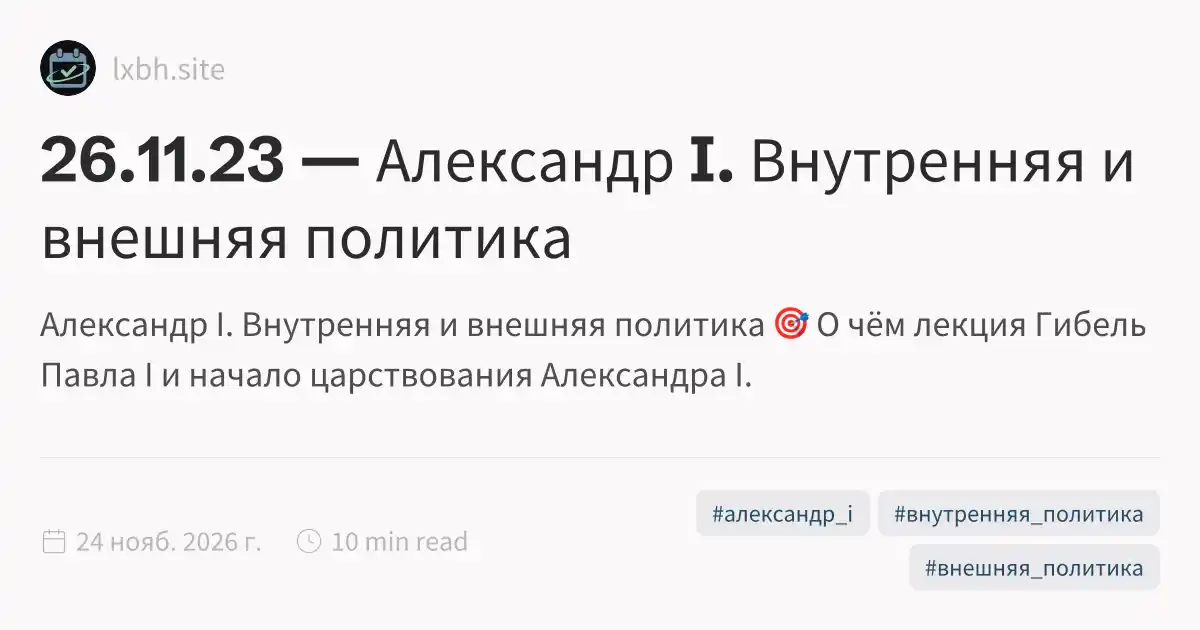 lxbh.site
26.11.23 — Александр I. Внутренняя и
внешняя политика
Александр I. Внутренняя и внешняя политика 🎯 О чём лекция Гибель
Павла I и начало царствования Александра I.
24 нояб. 2026 г.
10 min read
#александр_i
#внутренняя_политика
#внешняя_политика